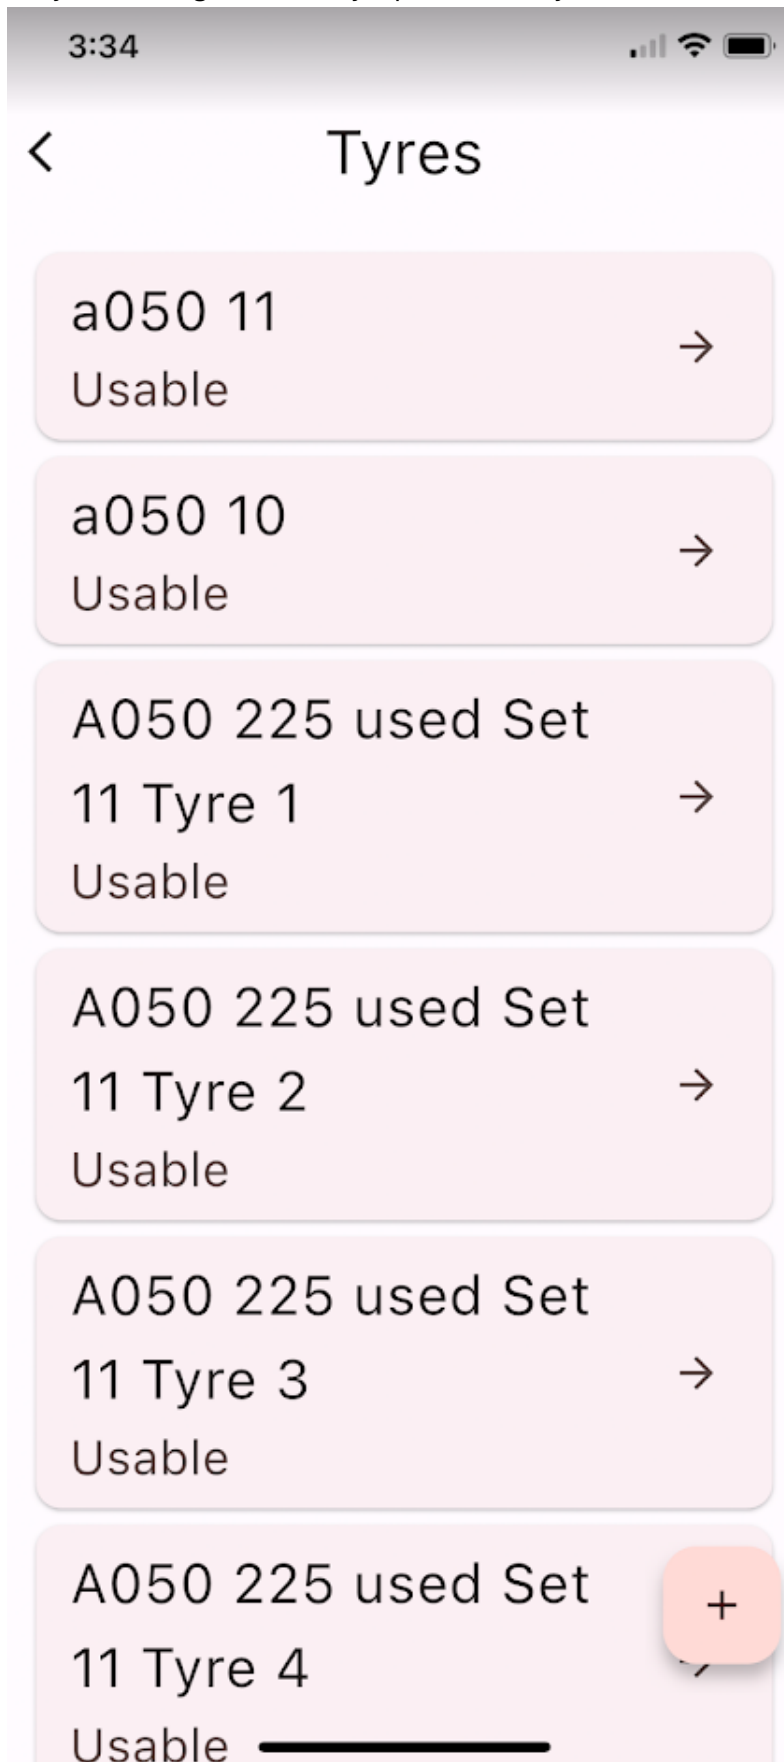 3:34
Tyres
a050 11
Usable
a050 10
Usable
A050 225 used Set
11 Tyre 1
Usable
A050 225 used Set
11 Tyre 2
Usable
A050 225 used Set
11 Tyre 3
Usable
A050 225 used Set
11 Tyre 4
Usable